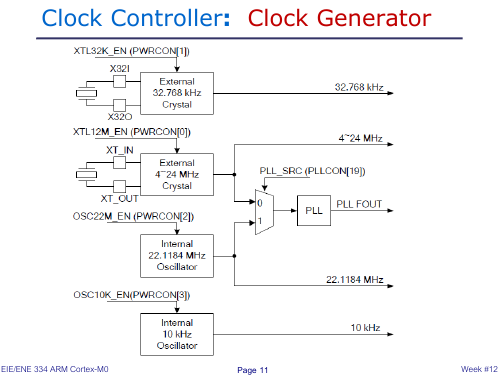 Clock Controller: Clock Generator
XTL32K_EN (PWRCON[1])
X32I
External
32.768 kHz
Crystal
32.768 kHz
X32O
XTL12M_EN (PWRCON[0])
4~24 MHz
XT_IN
External
4~24 MHz
Crystal
PLL_SRC (PLLCON[19])
XT_OUT
0
1
PLL
PLL FOUT
OSC22M_EN (PWRCON[2])
Internal
22.1184 MHz
Oscillator
22.1184 MHz
OSC10K_EN(PWRCON[3])
Internal
10 kHz
Oscillator
10 kHz
EIE/ENE 334 ARM Cortex-M0
Page 11
Week #12